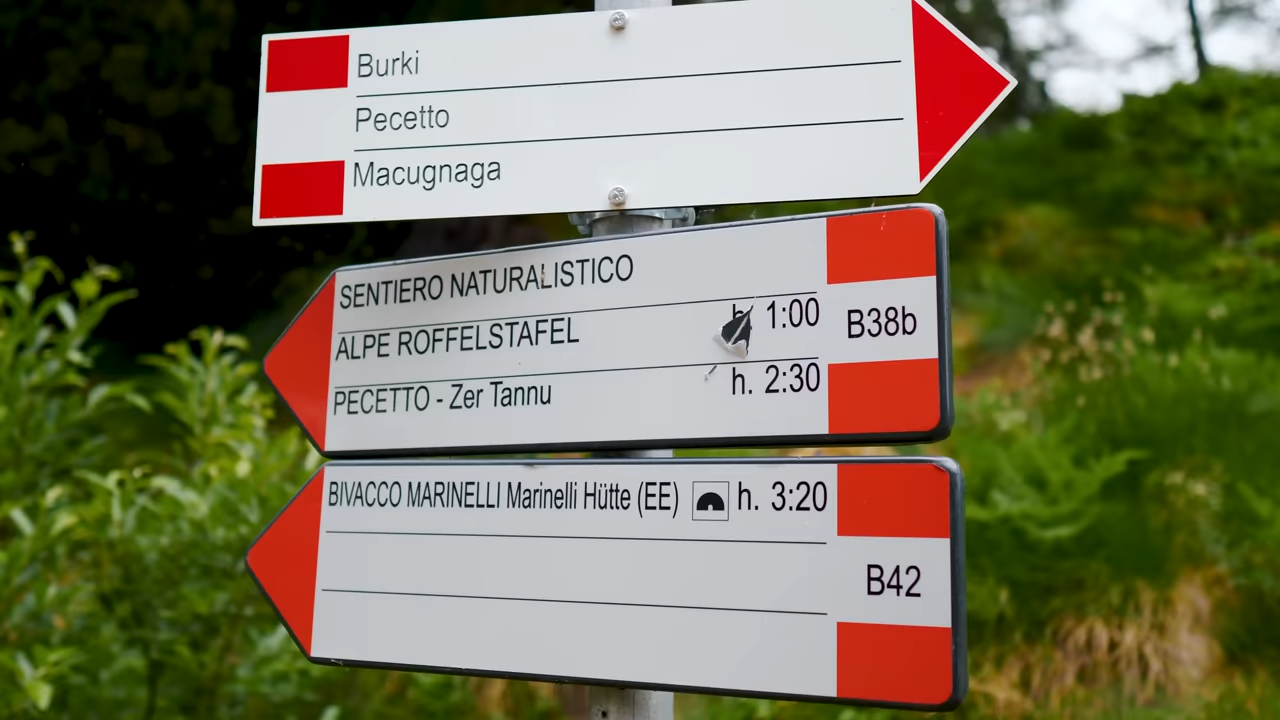 Burki
Pecetto
Macugnaga
SENTIERO NATURALISTICO
ALPE ROFFELSTAFEL h 1:00
B38b
PECETTO - Zer Tannu h. 2:30
BIVACCO MARINELLI Marinelli Hütte (EE) h. 3:20
B42